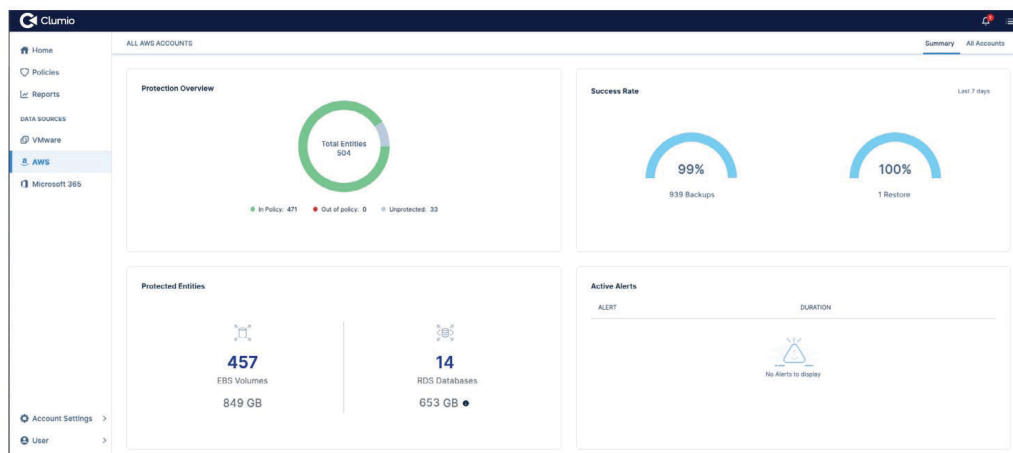 Clumio
Home
Policies
Reports
DATA SOURCES
VMware
AWS
Microsoft 365
Account Settings
User
ALL AWS ACCOUNTS
Summary All Accounts
Protection Overview
Total Entities
504
In Policy: 471 Out of policy: 0 Unprotected: 33
Success Rate
Last 7 days
99%
939 Backups
100%
1 Restore
Protected Entities
457
EBS Volumes
849 GB
14
RDS Databases
653 GB
Active Alerts
ALERT DURATION
No Alerts to display